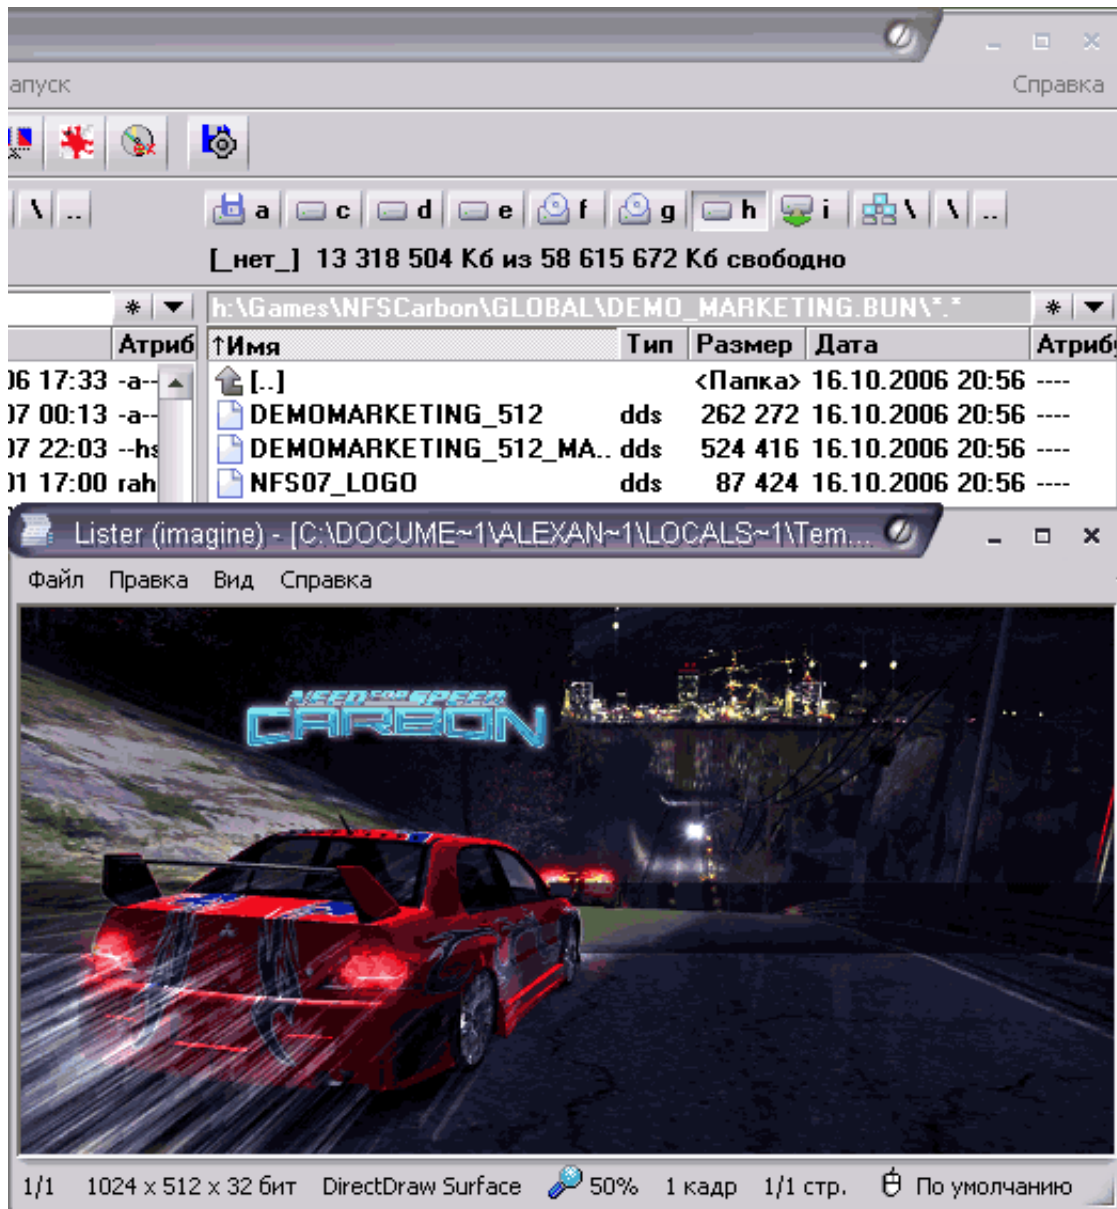 апуск Справка
\ .. a c d e f g h i \ \ ..
[_нет_] 13 318 504 Кб из 58 615 672 Кб свободно
* h:\Games\NFSCarbon\GLOBAL\DEMO_MARKETING.BUN\*.* *
Атриб ↑Имя Тип Размер Дата Атриб
06 17:33 -a-- [..] <Папка> 16.10.2006 20:56 ----
07 00:13 -a-- DEMOMARKETING_512 dds 262 272 16.10.2006 20:56 ----
07 22:03 --hs DEMOMARKETING_512_MA.. dds 524 416 16.10.2006 20:56 ----
01 17:00 rah NFS07_LOGO dds 87 424 16.10.2006 20:56 ----
Lister (imagine) - [C:\DOCUME~1\ALEXAN~1\LOCALS~1\Tem...
Файл Правка Вид Справка
NEED FOR SPEED
CARBON
1/1 1024 x 512 x 32 бит DirectDraw Surface 50% 1 кадр 1/1 стр. По умолчанию